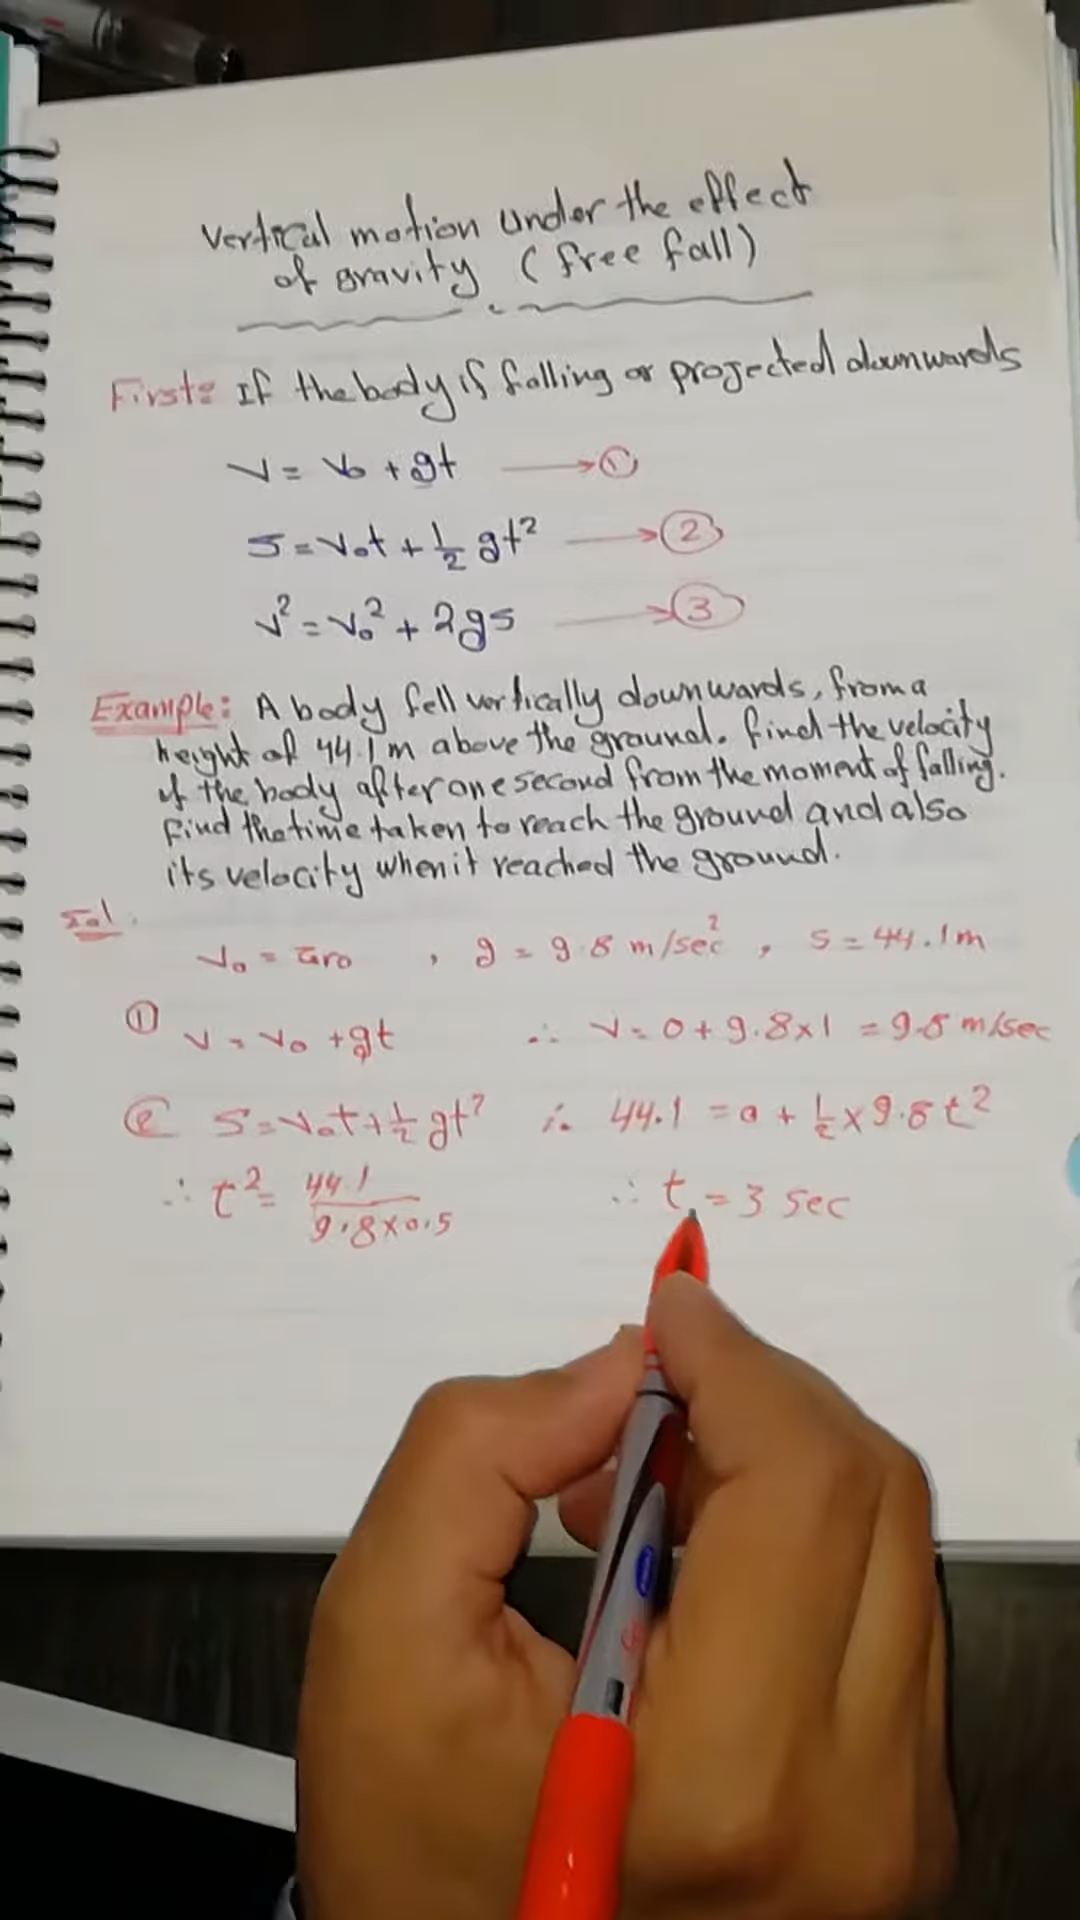 Vertical motion under the effect
of gravity (free fall)
First: If the body is falling or projected downwards
V = V₀ + gt → ①
S = V₀t + 1/2 gt² → ②
V² = V₀² + 2gs → ③
Example: A body fell vertically downwards, from a
height of 44.1 m above the ground. find the velocity
of the body after one second from the moment of falling.
find the time taken to reach the ground and also
its velocity when it reached the ground.
Sol.
V₀ = zero , g = 9.8 m/sec² , S = 44.1 m
① V = V₀ + gt ∴ V = 0 + 9.8 × 1 = 9.8 m/sec
② S = V₀t + 1/2 gt² ∴ 44.1 = 0 + 1/2 × 9.8 t²
∴ t² = 44.1 / 9.8 × 0.5 ∴ t = 3 sec